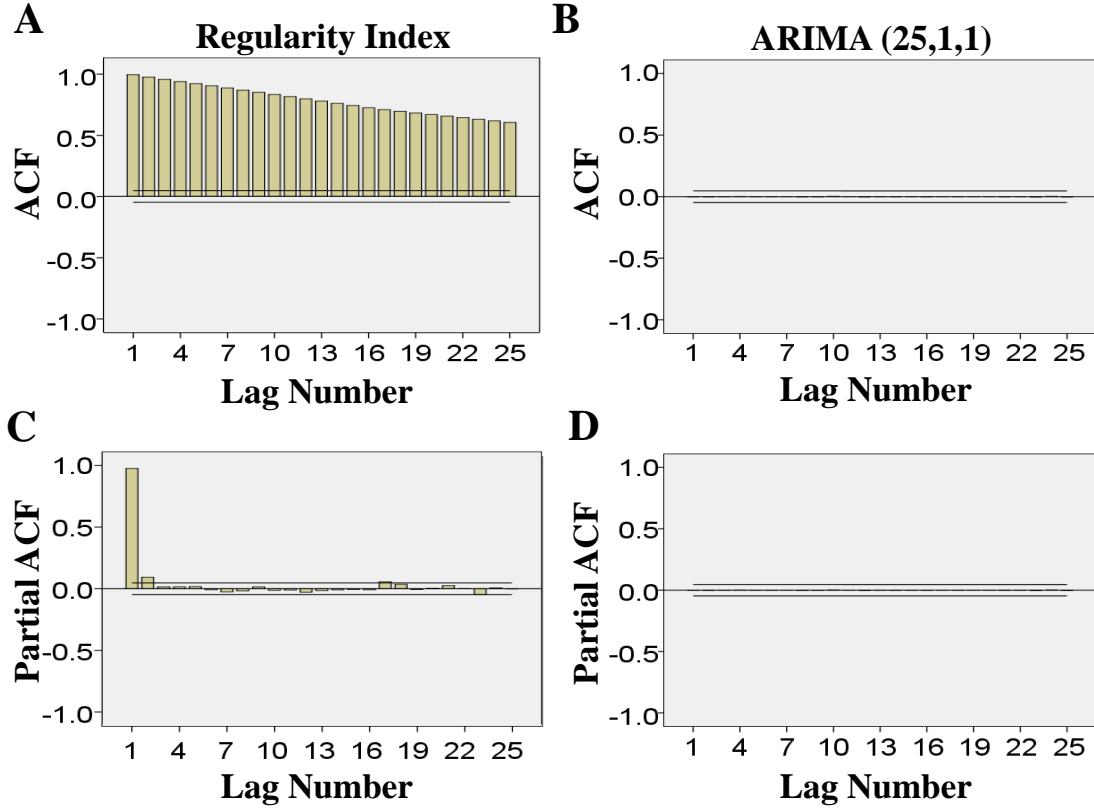 A
Regularity Index
1.0
0.5
0.0
-0.5
-1.0
ACF
1 4 7 10 13 16 19 22 25
Lag Number
B
ARIMA (25,1,1)
1.0
0.5
0.0
-0.5
-1.0
ACF
1 4 7 10 13 16 19 22 25
Lag Number
C
1.0
0.5
0.0
-0.5
-1.0
Partial ACF
1 4 7 10 13 16 19 22 25
Lag Number
D
1.0
0.5
0.0
-0.5
-1.0
Partial ACF
1 4 7 10 13 16 19 22 25
Lag Number